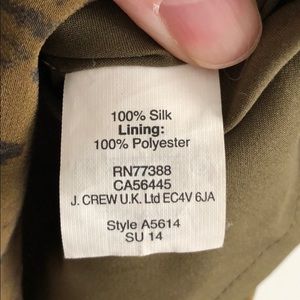 100% Silk
Lining:
100% Polyester
RN77388
CA56445
J. CREW U.K. Ltd EC4V 6JA
Style A5614
SU 14